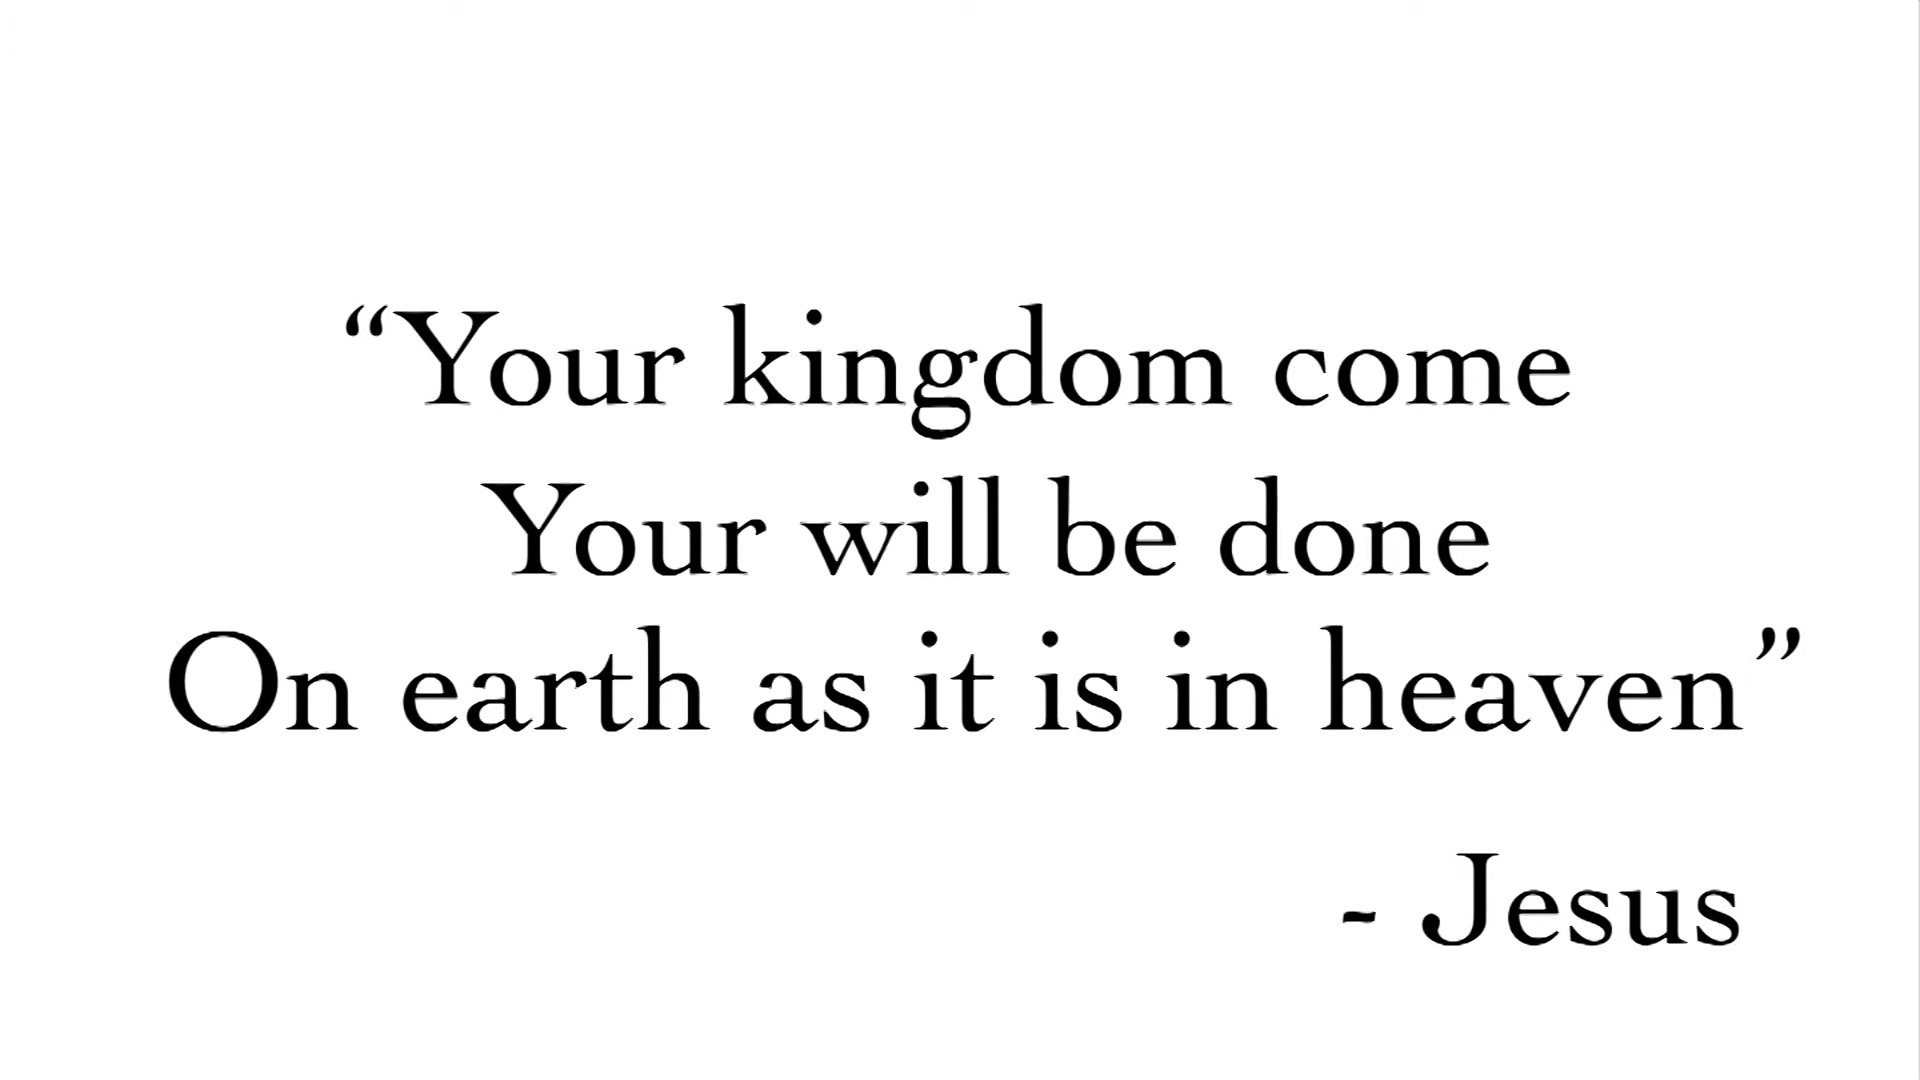 “Your kingdom come
Your will be done
On earth as it is in heaven”
- Jesus